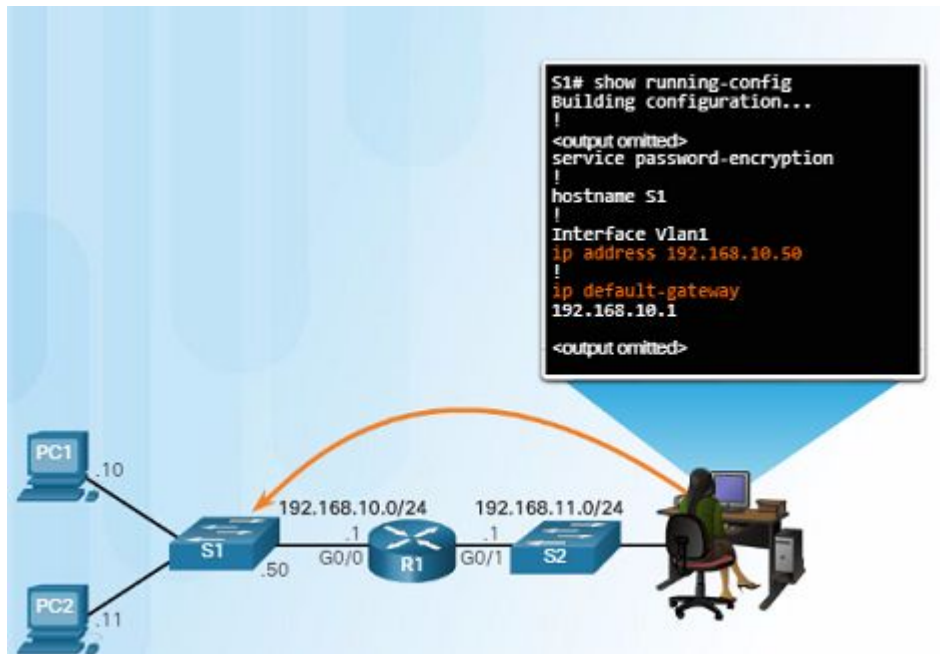 S1# show running-config
Building configuration...
!
<output omitted>
service password-encryption
!
hostname S1
!
Interface Vlan1
ip address 192.168.10.50
!
ip default-gateway
192.168.10.1
<output omitted>
PC1
.10
192.168.10.0/24
192.168.11.0/24
.1
.1
S1
.50
G0/0
R1
G0/1
S2
PC2
.11